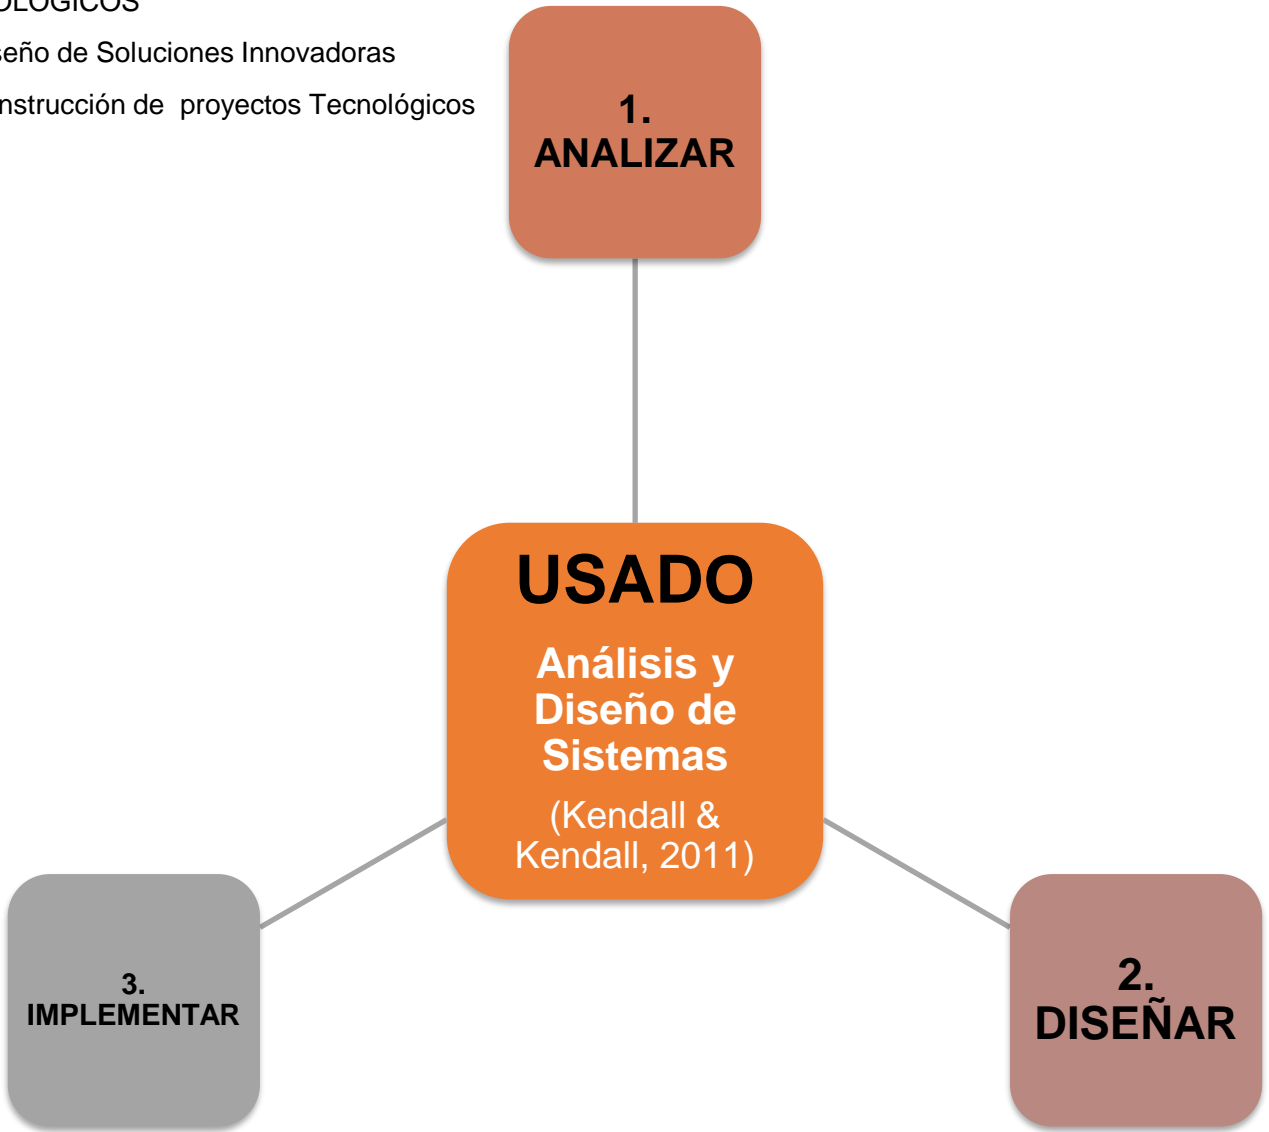 OLÓGICOS
seño de Soluciones Innovadoras
nstrucción de proyectos Tecnológicos
1.
ANALIZAR
USADO
Análisis y
Diseño de
Sistemas
(Kendall &
Kendall, 2011)
3.
IMPLEMENTAR
2.
DISEÑAR